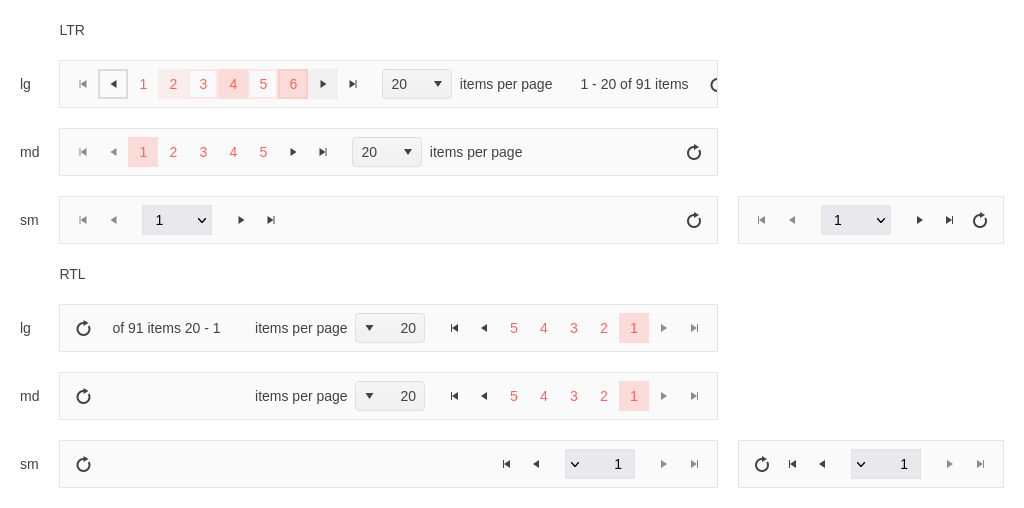 LTR
lg 1 2 3 4 5 6 20 items per page 1 - 20 of 91 items
md 1 2 3 4 5 20 items per page
sm 1 1
RTL
lg of 91 items 20 - 1 items per page 20 5 4 3 2 1
md items per page 20 5 4 3 2 1
sm 1 1